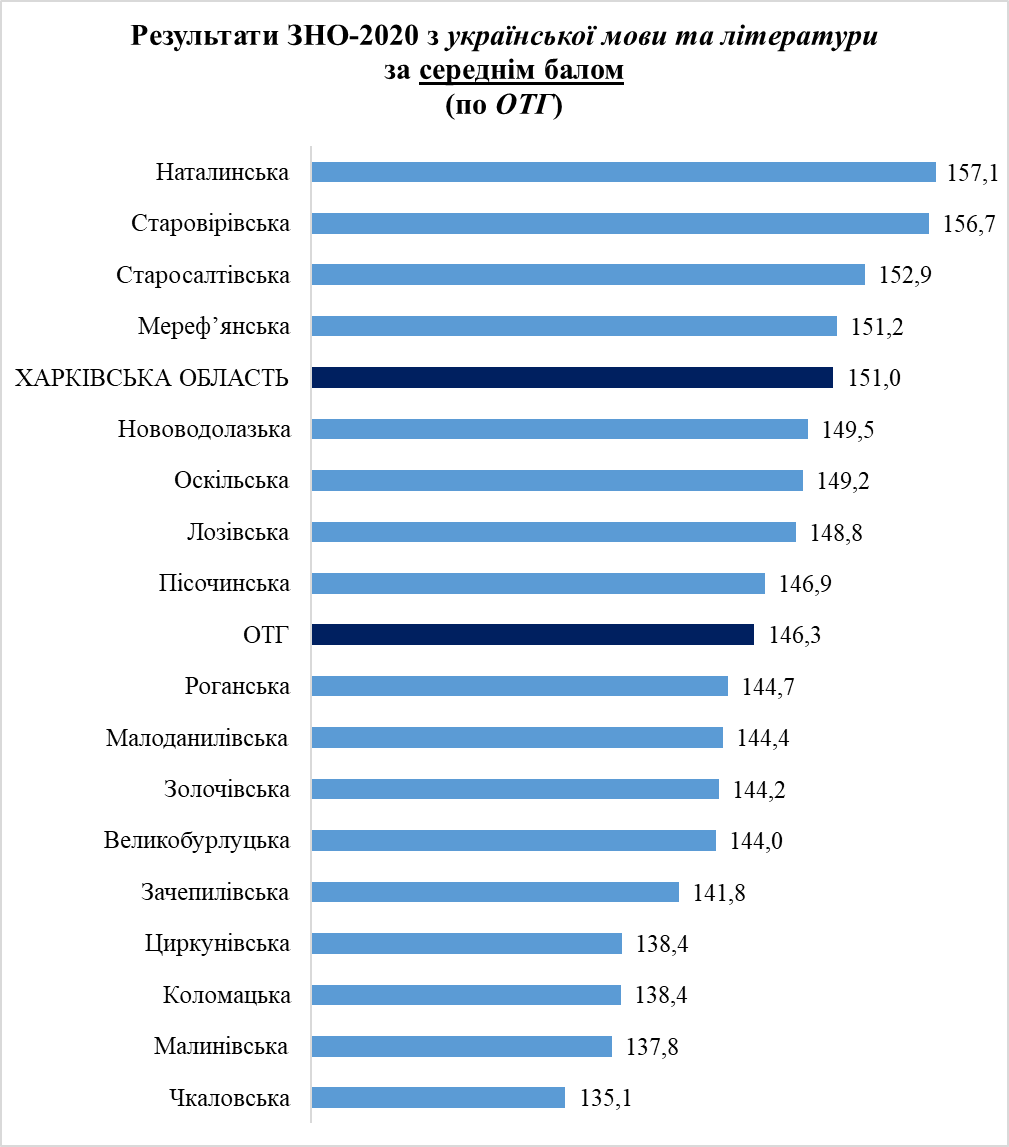 Результати ЗНО-2020 з української мови та літератури
за середнім балом
(по ОТГ)
Наталинська 157,1
Старовірівська 156,7
Старосалтівська 152,9
Мереф’янська 151,2
ХАРКІВСЬКА ОБЛАСТЬ 151,0
Нововодолазька 149,5
Оскільська 149,2
Лозівська 148,8
Пісочинська 146,9
ОТГ 146,3
Роганська 144,7
Малоданилівська 144,4
Золочівська 144,2
Великобурлуцька 144,0
Зачепилівська 141,8
Циркунівська 138,4
Коломацька 138,4
Малинівська 137,8
Чкаловська 135,1